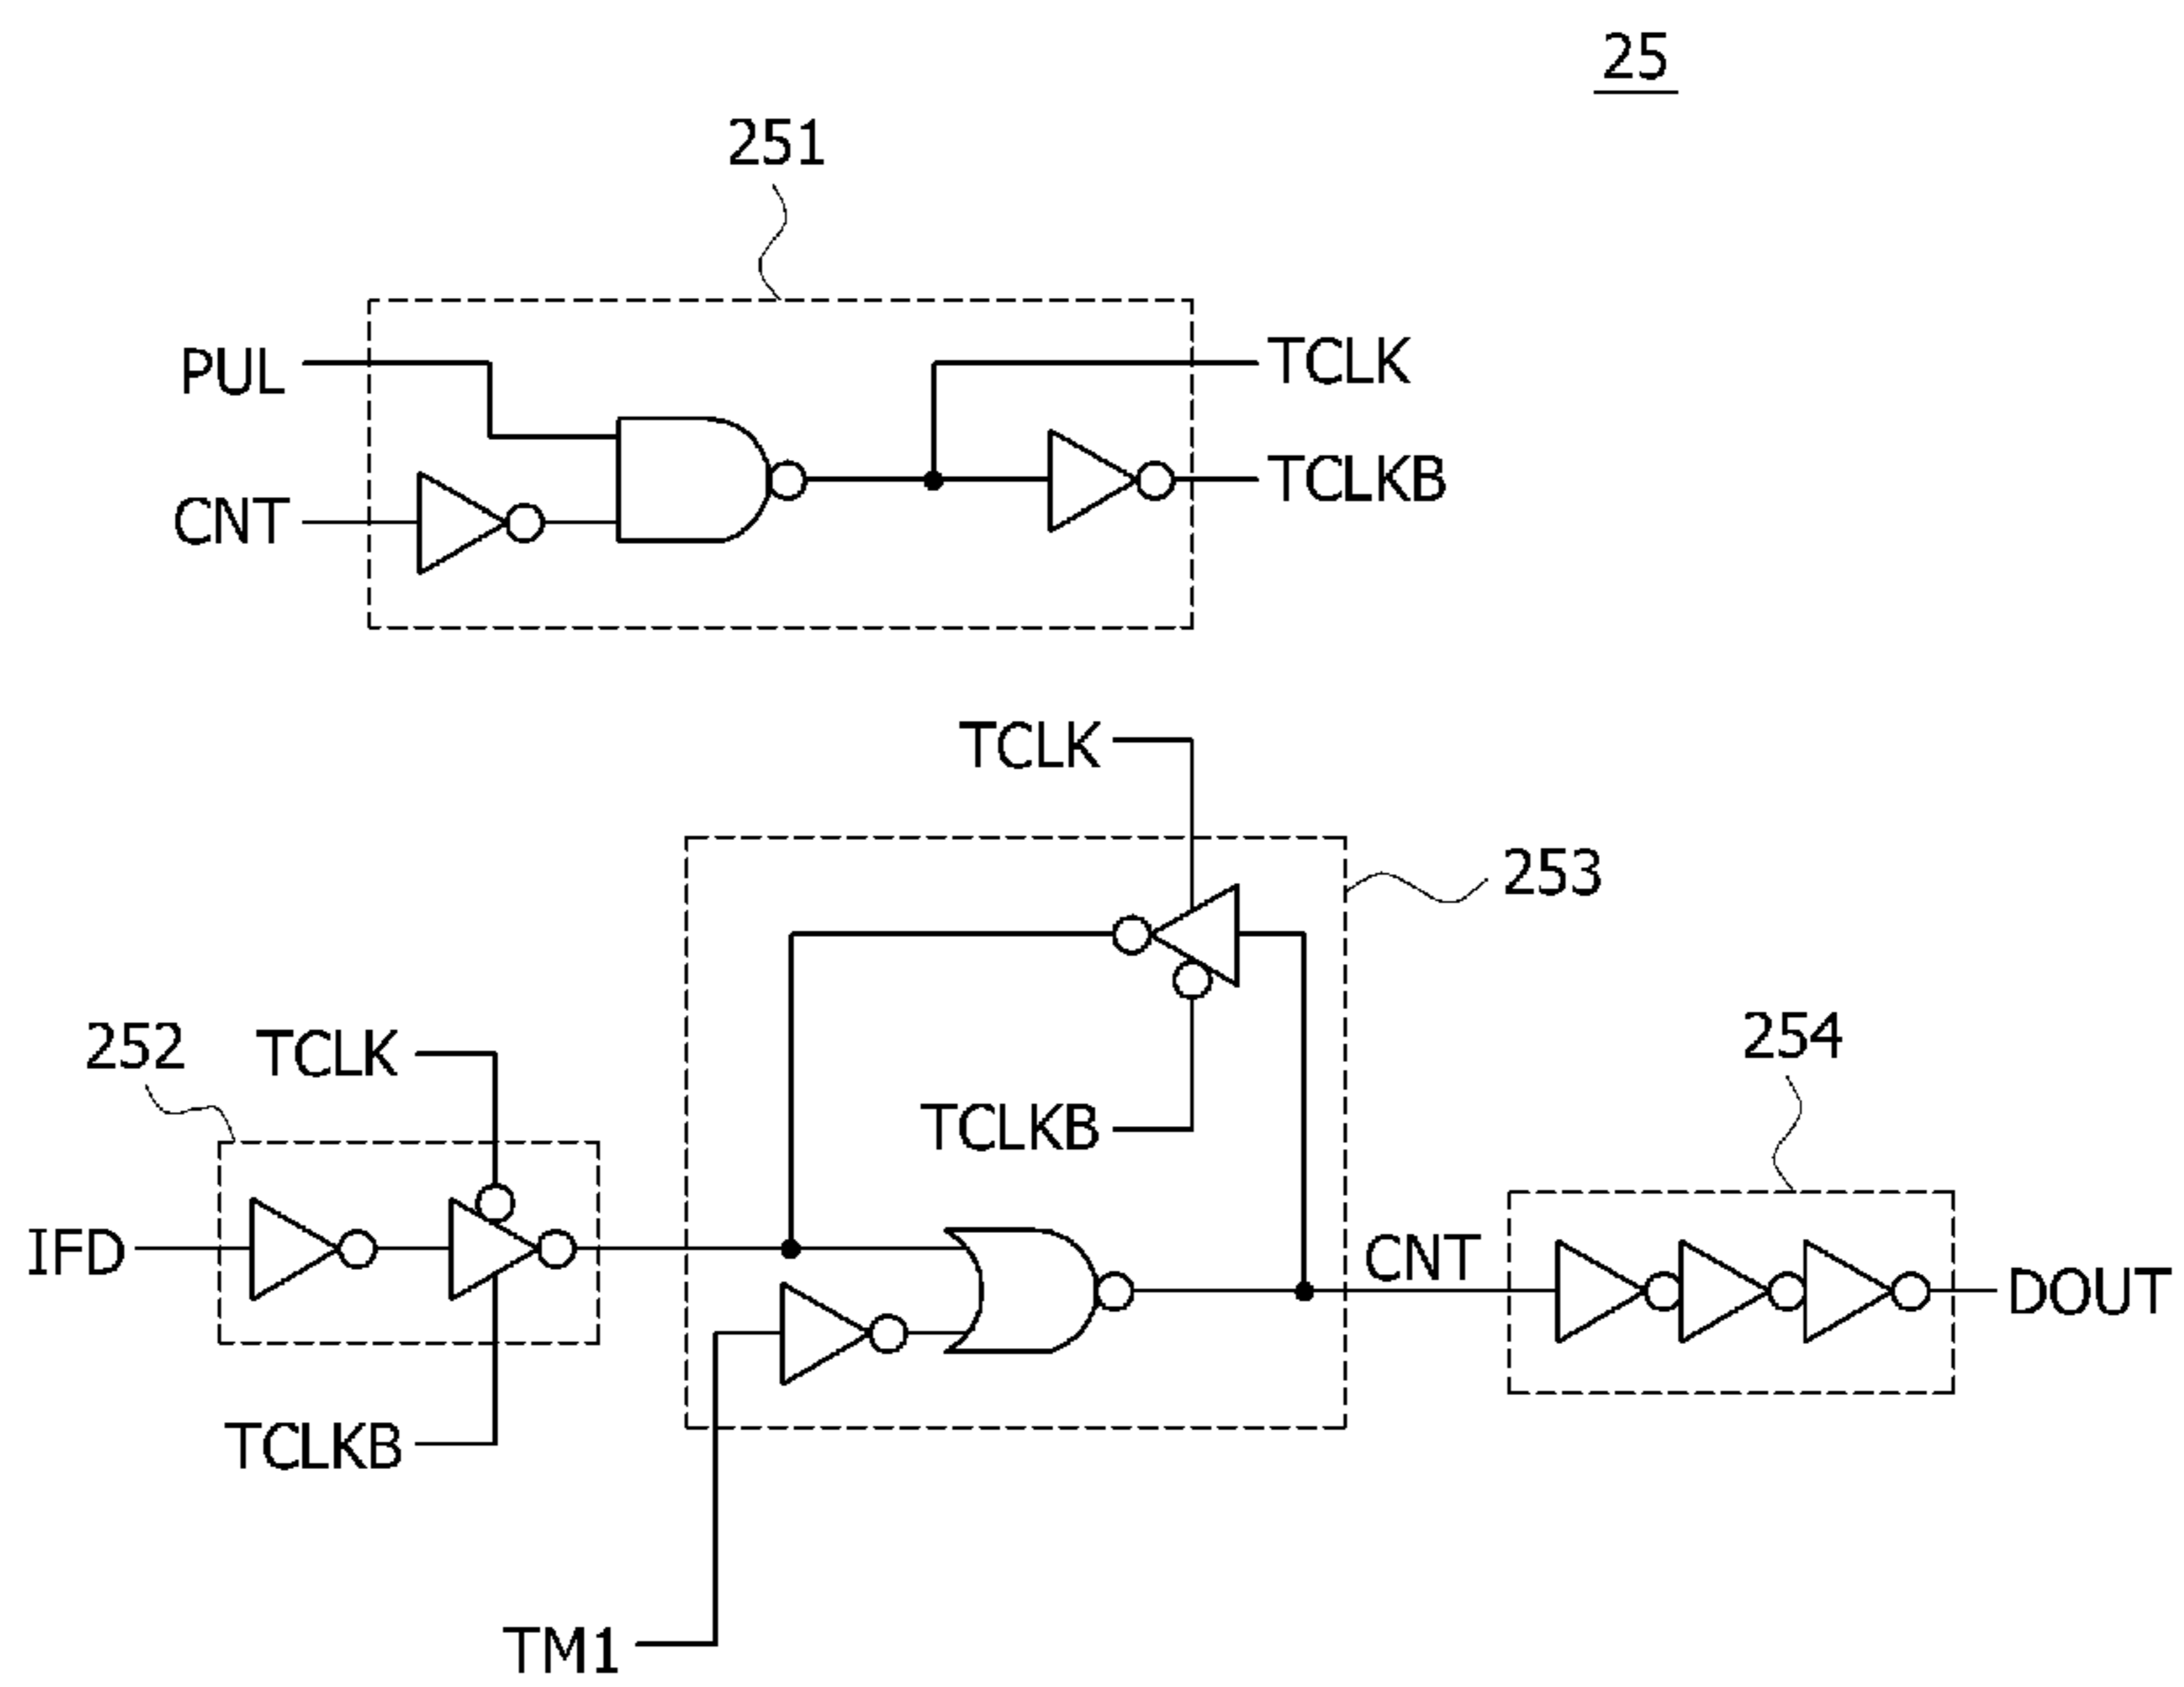 25
251
PUL
TCLK
CNT
TCLKB
TCLK
253
252
TCLK
254
TCLKB
IFD
CNT
DOUT
TCLKB
TM1